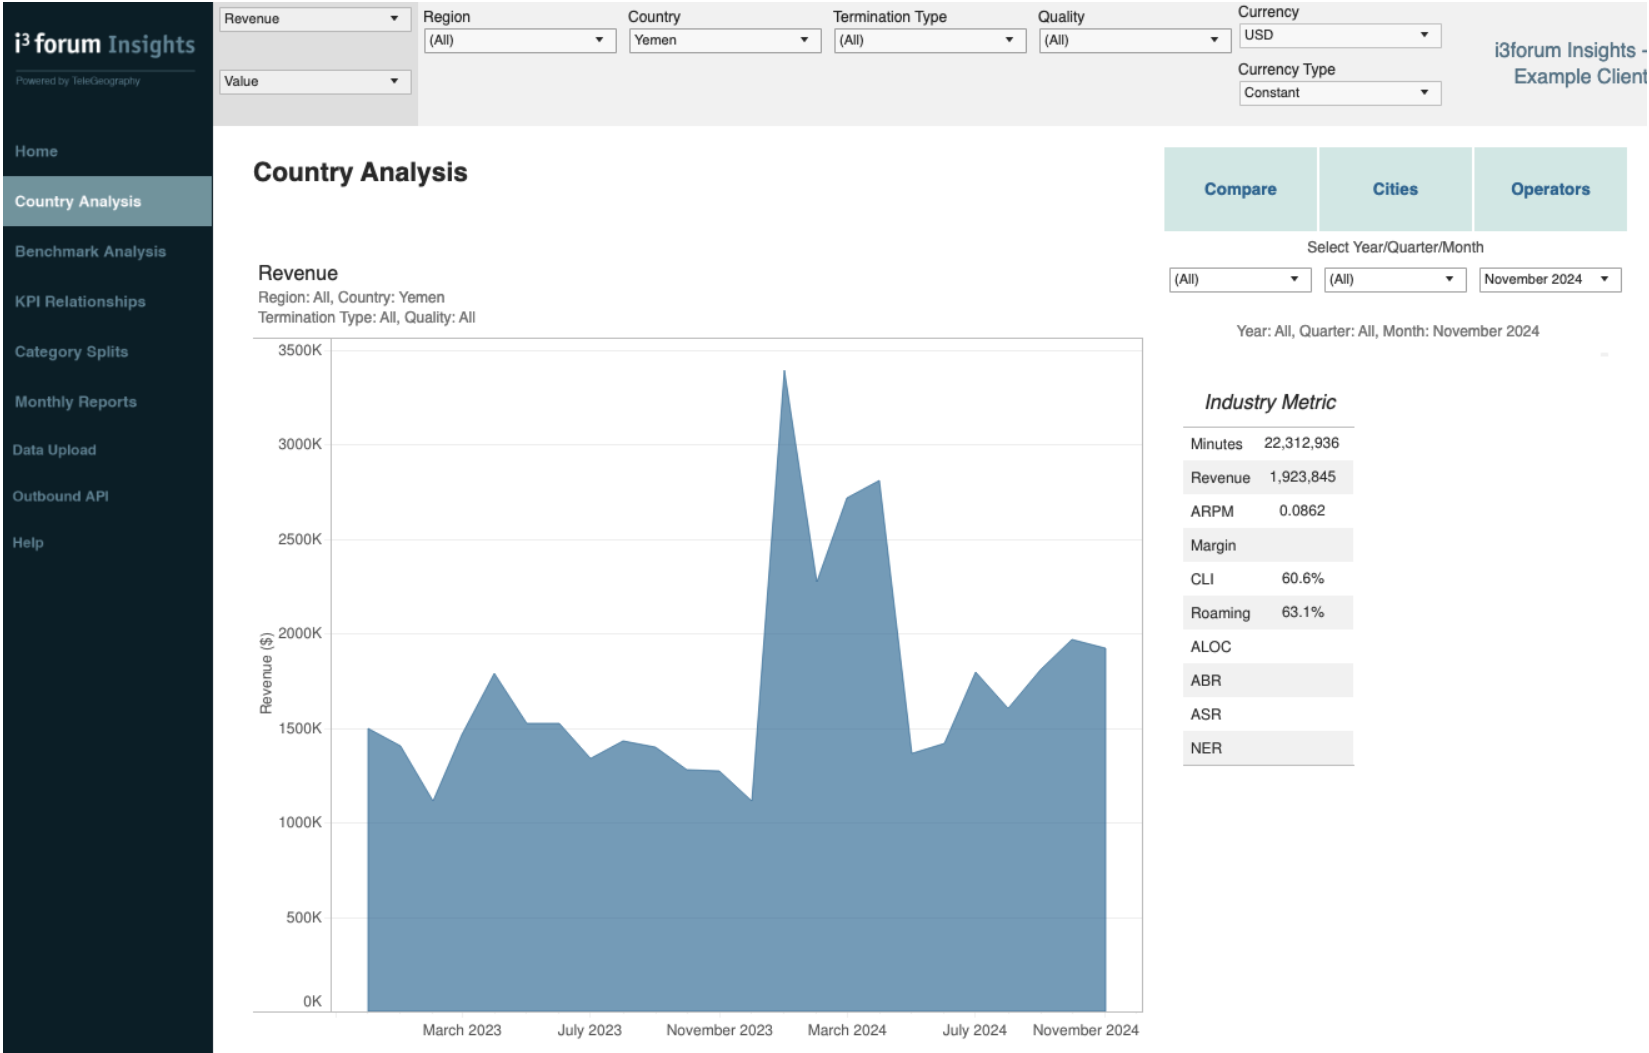 i³ forum Insights
Powered by TeleGeography
Home
Country Analysis
Benchmark Analysis
KPI Relationships
Category Splits
Monthly Reports
Data Upload
Outbound API
Help
Revenue
Value
Region
(All)
Country
Yemen
Termination Type
(All)
Quality
(All)
Currency
USD
Currency Type
Constant
i3forum Insights -
Example Client
Country Analysis
Compare
Cities
Operators
Select Year/Quarter/Month
(All)
(All)
November 2024
Year: All, Quarter: All, Month: November 2024
Revenue
Region: All, Country: Yemen
Termination Type: All, Quality: All
Revenue ($)
3500K
3000K
2500K
2000K
1500K
1000K
500K
0K
March 2023
July 2023
November 2023
March 2024
July 2024
November 2024
Industry Metric
Minutes 22,312,936
Revenue 1,923,845
ARPM 0.0862
Margin
CLI 60.6%
Roaming 63.1%
ALOC
ABR
ASR
NER